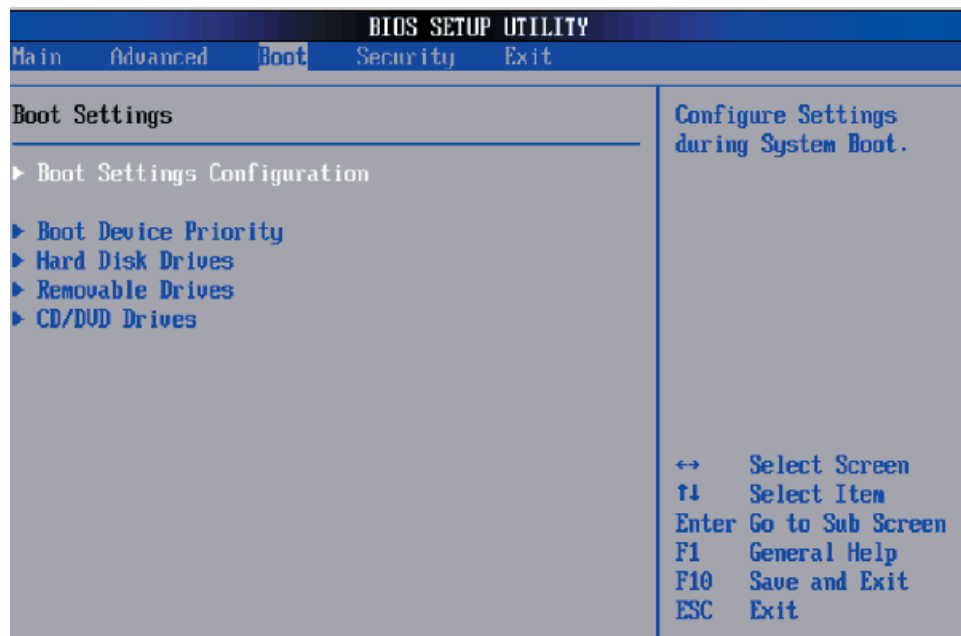 BIOS SETUP UTILITY
Main Advanced Boot Security Exit
Boot Settings
▶ Boot Settings Configuration
▶ Boot Device Priority
▶ Hard Disk Drives
▶ Removable Drives
▶ CD/DVD Drives
Configure Settings
during System Boot.
↔ Select Screen
↑↓ Select Item
Enter Go to Sub Screen
F1 General Help
F10 Save and Exit
ESC Exit